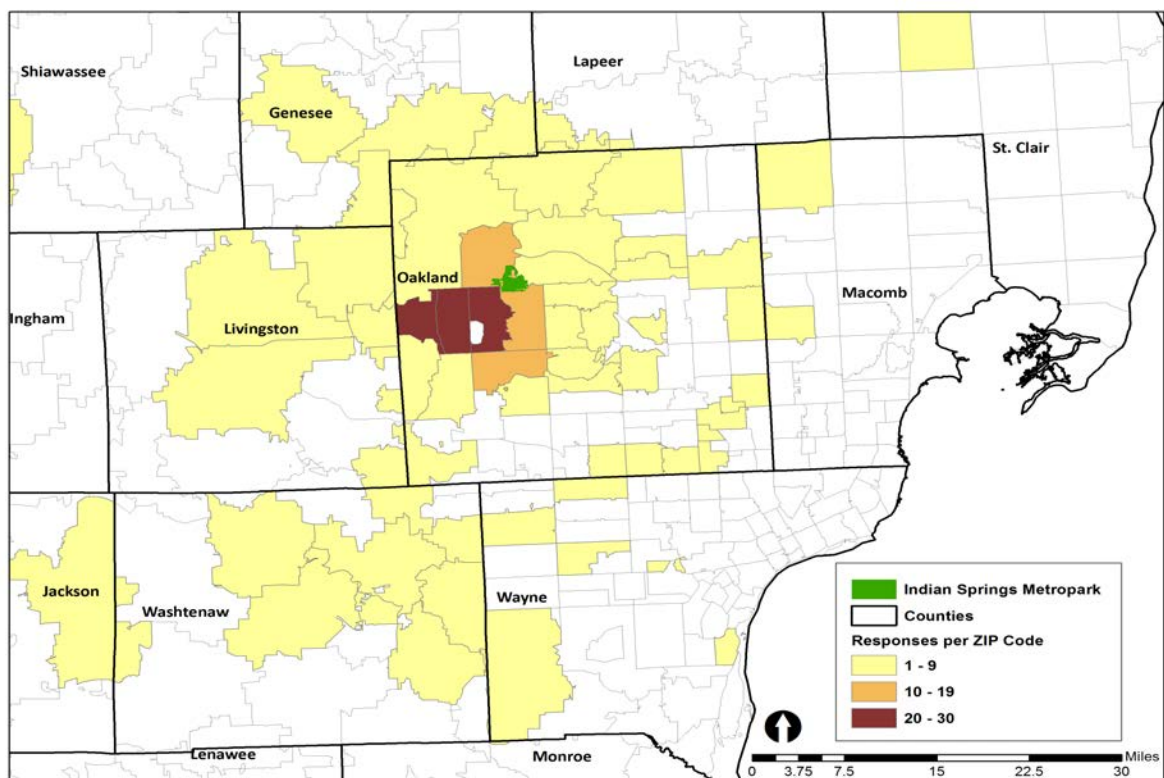 Shiawassee
Lapeer
Genesee
St. Clair
Oakland
Macomb
Ingham
Livingston
Jackson
Washtenaw
Wayne
Lenawee
Monroe
Indian Springs Metropark
Counties
Responses per ZIP Code
1 - 9
10 - 19
20 - 30
Miles
0 3.75 7.5 15 22.5 30